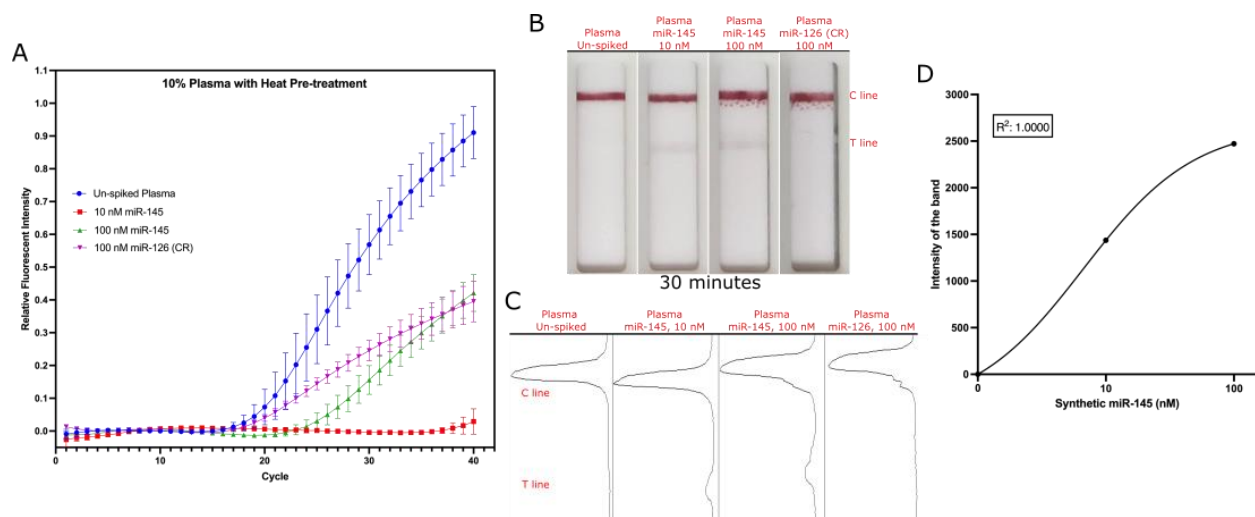 A
10% Plasma with Heat Pre-treatment
Relative Fluorescent Intensity
1.1
1.0
0.9
0.8
0.7
0.6
0.5
0.4
0.3
0.2
0.1
0.0
Un-spiked Plasma
10 nM miR-145
100 nM miR-145
100 nM miR-126 (CR)
0 10 20 30 40
Cycle
B
Plasma
Un-spiked
Plasma
miR-145
10 nM
Plasma
miR-145
100 nM
Plasma
miR-126 (CR)
100 nM
C line
T line
30 minutes
C
Plasma
Un-spiked
Plasma
miR-145, 10 nM
Plasma
miR-145, 100 nM
Plasma
miR-126, 100 nM
C line
T line
D
R²: 1.0000
Intensity of the band
3000
2500
2000
1500
1000
500
0
0 10 100
Synthetic miR-145 (nM)